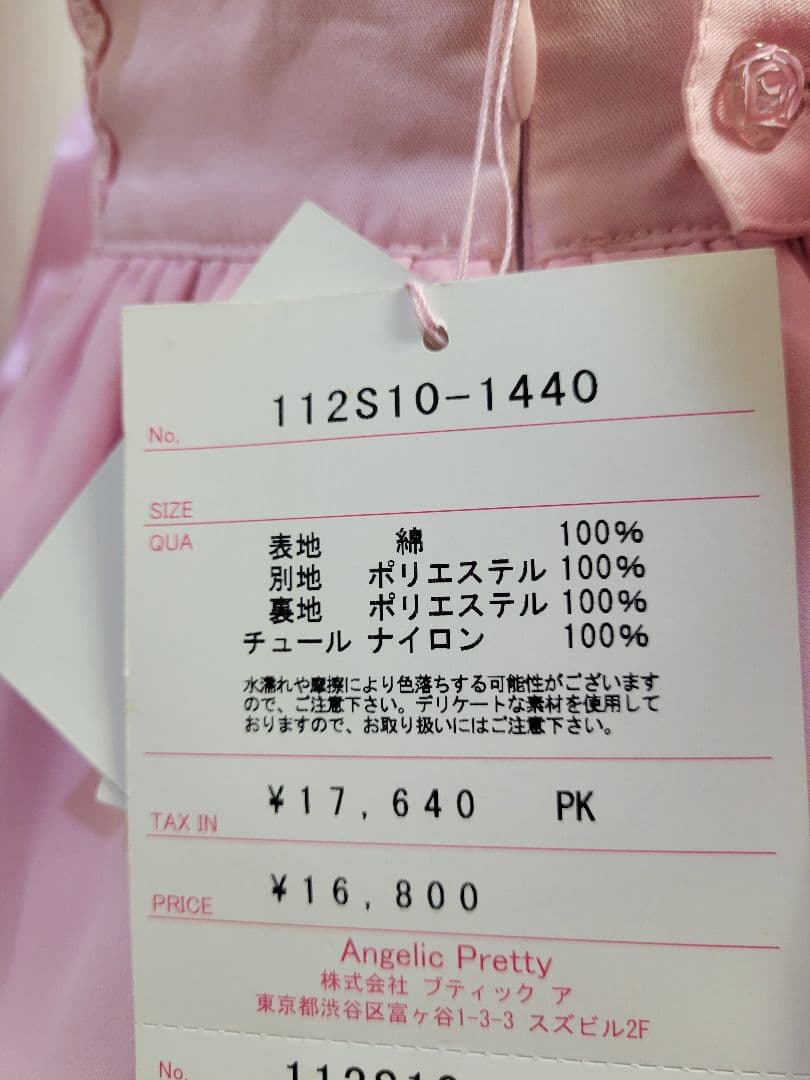 No. 112S10-1440
SIZE
QUA 表地 綿 100%
別地 ポリエステル 100%
裏地 ポリエステル 100%
チュール ナイロン 100%
水濡れや摩擦により色落ちする可能性がございます
ので、ご注意下さい。デリケートな素材を使用して
おりますので、お取り扱いにはご注意下さい。
TAX IN ¥17,640 PK
PRICE ¥16,800
Angelic Pretty
株式会社 ブティック ア
東京都渋谷区富ヶ谷1-3-3 スズビル2F
No.